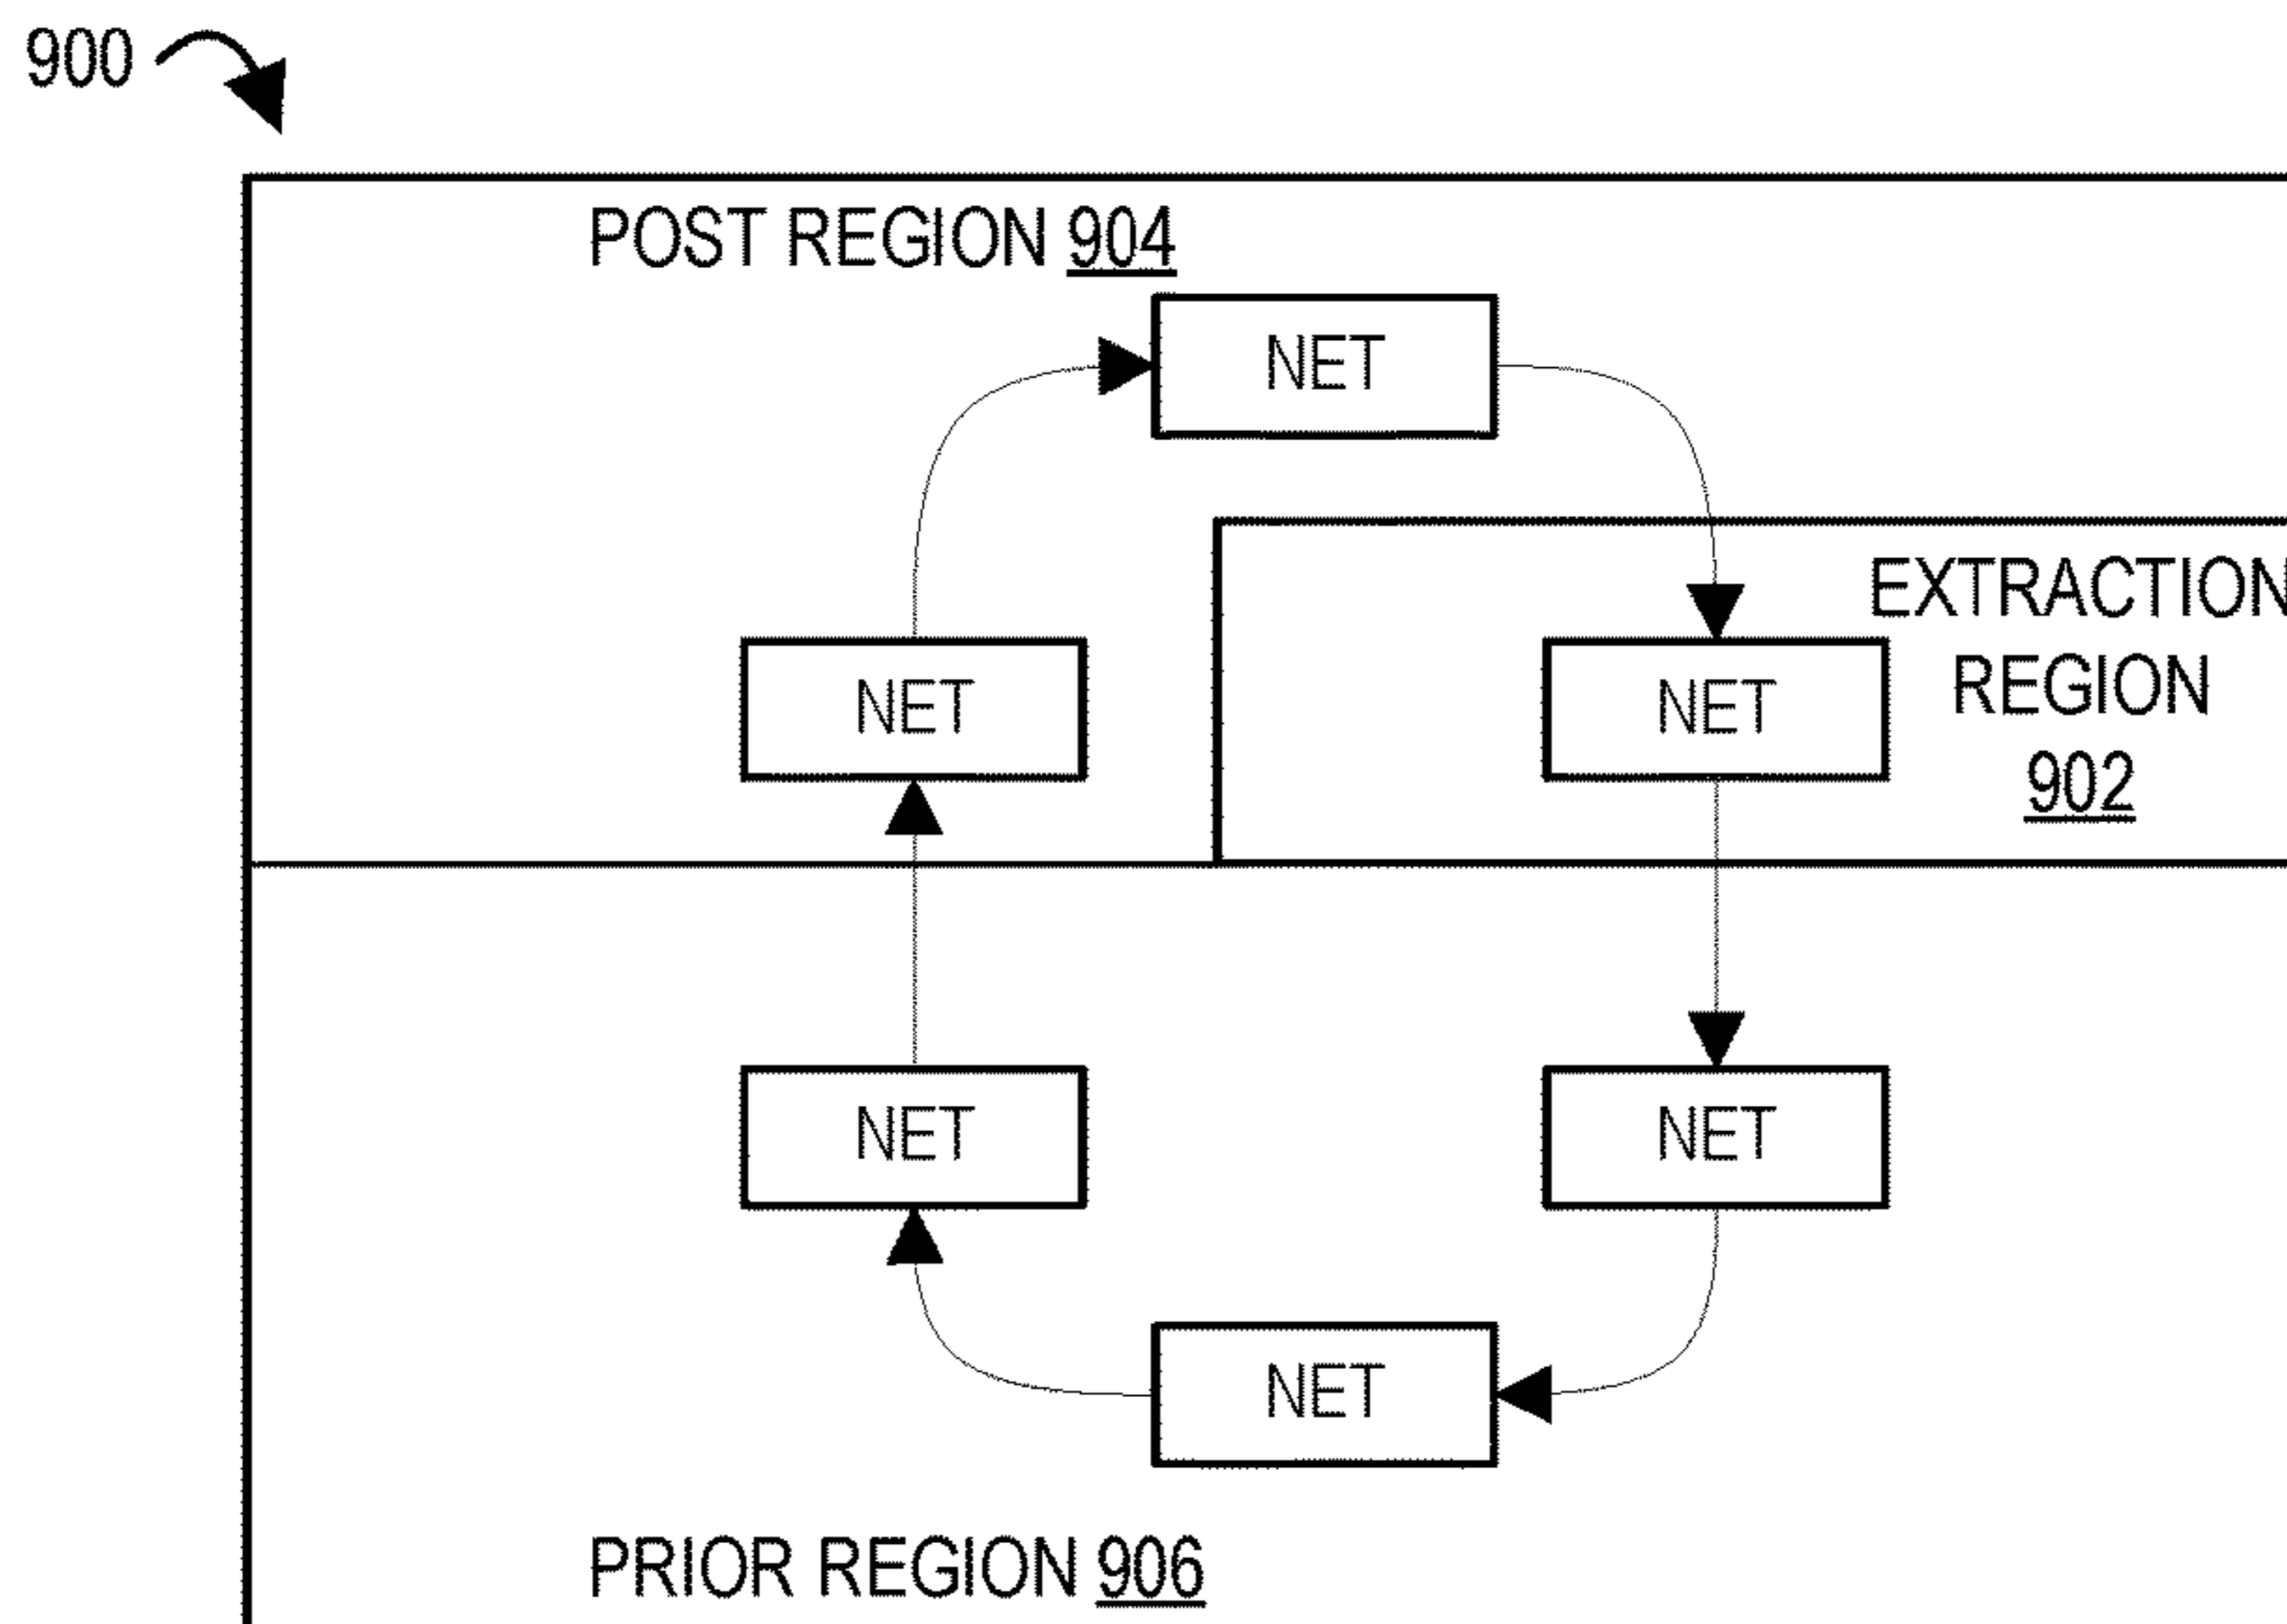 900
POST REGION 904
NET
EXTRACTION
REGION
902
NET
NET
NET
NET
NET
PRIOR REGION 906